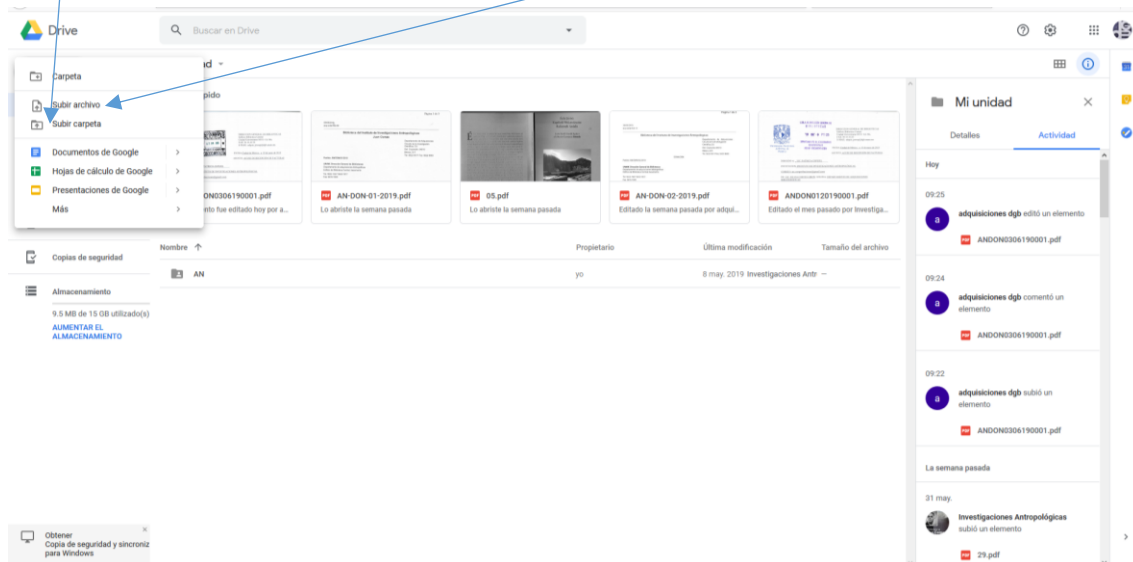 Drive
Buscar en Drive
Carpeta
Subir archivo
Subir carpeta
Documentos de Google
Hojas de cálculo de Google
Presentaciones de Google
Más
Copias de seguridad
Almacenamiento
9.5 MB de 15 GB utilizado(s)
AUMENTAR EL
ALMACENAMIENTO
Obtener
Copia de seguridad y sincroniz
para Windows
ad
pido
ON0306190001.pdf
nto fue editado hoy por a...
AN-DON-01-2019.pdf
Lo abriste la semana pasada
05.pdf
Lo abriste la semana pasada
AN-DON-02-2019.pdf
Editado la semana pasada por adqui...
ANDON0120190001.pdf
Editado el mes pasado por Investiga...
Nombre
Propietario
Última modificación
Tamaño del archivo
AN
yo
8 may. 2019 Investigaciones Antr —
Mi unidad
Detalles
Actividad
Hoy
09:25
a
adquisiciones dgb editó un elemento
PDF ANDON0306190001.pdf
09:24
a
adquisiciones dgb comentó un
elemento
PDF ANDON0306190001.pdf
09:22
a
adquisiciones dgb subió un
elemento
PDF ANDON0306190001.pdf
La semana pasada
31 may.
Investigaciones Antropológicas
subió un elemento
PDF 29.pdf